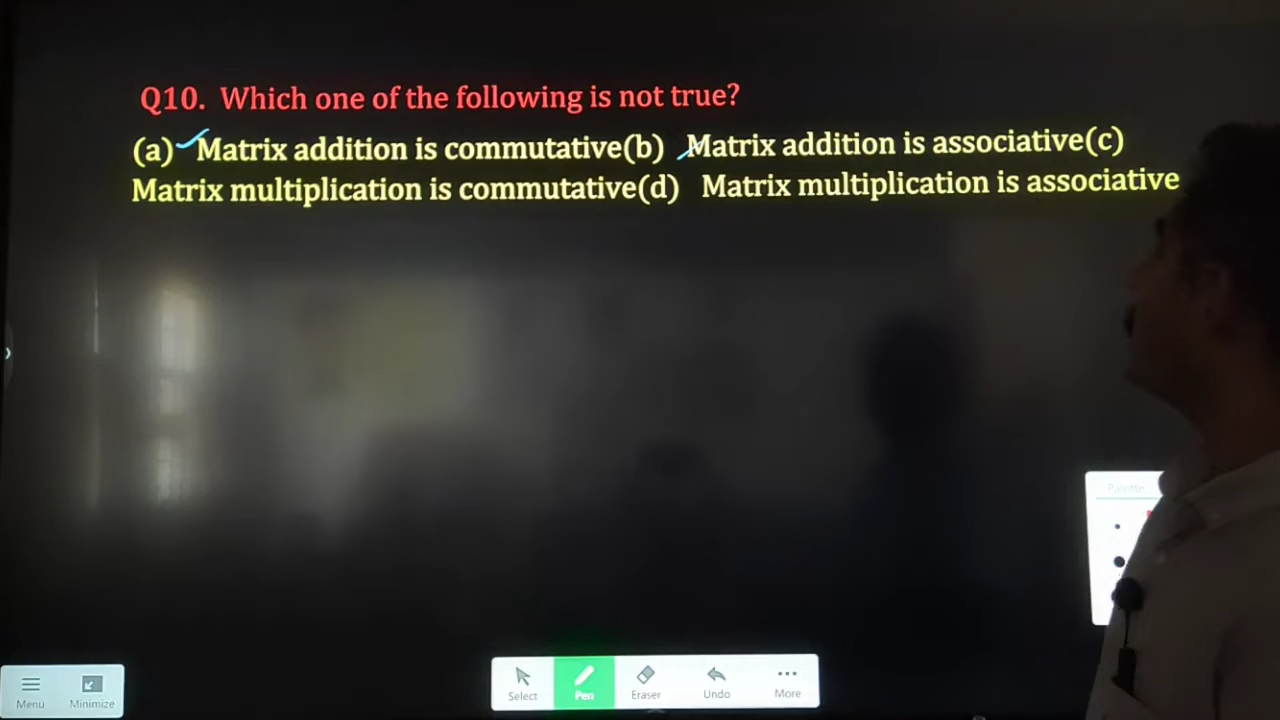 Q10. Which one of the following is not true?
(a) Matrix addition is commutative(b) Matrix addition is associative(c)
Matrix multiplication is commutative(d) Matrix multiplication is associative
Palette
Menu
Minimize
Select
Pen
Eraser
Undo
More